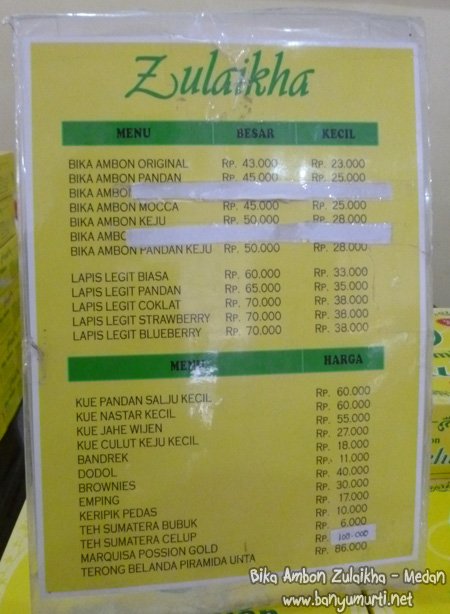 Zulaikha
MENU BESAR KECIL
BIKA AMBON ORIGINAL Rp. 43.000 Rp. 23.000
BIKA AMBON PANDAN Rp. 45.000 Rp. 25.000
BIKA AMBON
BIKA AMBON MOCCA Rp. 45.000 Rp. 25.000
BIKA AMBON KEJU Rp. 50.000 Rp. 28.000
BIKA
BIKA AMBON PANDAN KEJU Rp. 50.000 Rp. 28.000
LAPIS LEGIT BIASA Rp. 60.000 Rp. 33.000
LAPIS LEGIT PANDAN Rp. 65.000 Rp. 35.000
LAPIS LEGIT COKLAT Rp. 70.000 Rp. 38.000
LAPIS LEGIT STRAWBERRY Rp. 70.000 Rp. 38.000
LAPIS LEGIT BLUEBERRY Rp. 70.000 Rp. 38.000
MENU HARGA
KUE PANDAN SALJU KECIL Rp. 60.000
KUE NASTAR KECIL Rp. 60.000
KUE JAHE WIJEN Rp. 55.000
KUE CULUT KEJU KECIL Rp. 27.000
BANDREK Rp. 18.000
DODOL Rp. 11.000
BROWNIES Rp. 40.000
EMPING Rp. 30.000
KERIPIK PEDAS Rp. 17.000
TEH SUMATERA BUBUK Rp. 10.000
TEH SUMATERA CELUP Rp. 6.000
MARQUISA POSSION GOLD Rp. 100.000
TERONG BELANDA PIRAMIDA UNTA Rp. 86.000
Bika Ambon Zulaikha - Medan
www.banyumurti.net